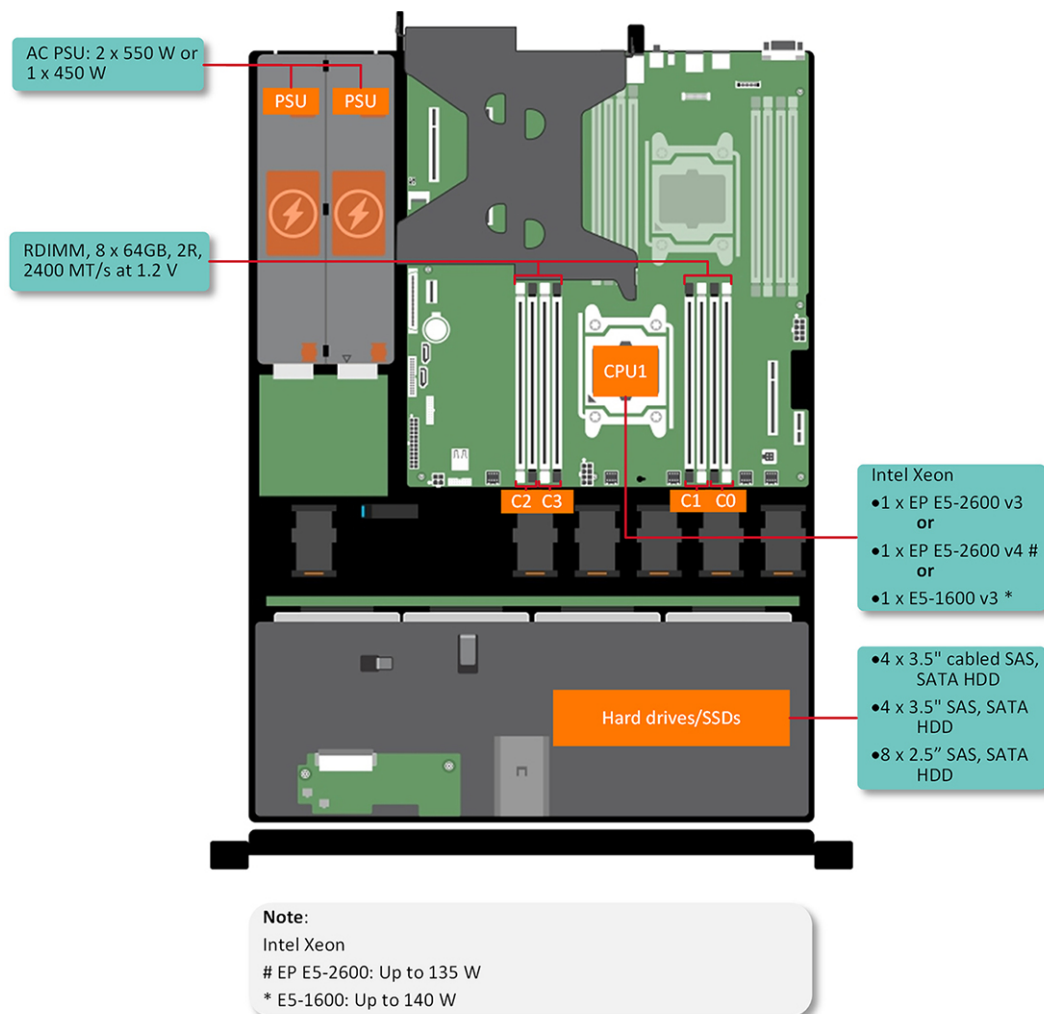 AC PSU: 2 x 550 W or
1 x 450 W
PSU
PSU
RDIMM, 8 x 64GB, 2R,
2400 MT/s at 1.2 V
CPU1
C2
C3
C1
C0
Intel Xeon
•1 x EP E5-2600 v3
or
•1 x EP E5-2600 v4 #
or
•1 x E5-1600 v3 *
•4 x 3.5" cabled SAS,
SATA HDD
•4 x 3.5" SAS, SATA
HDD
•8 x 2.5” SAS, SATA
HDD
Hard drives/SSDs
Note:
Intel Xeon
# EP E5-2600: Up to 135 W
* E5-1600: Up to 140 W